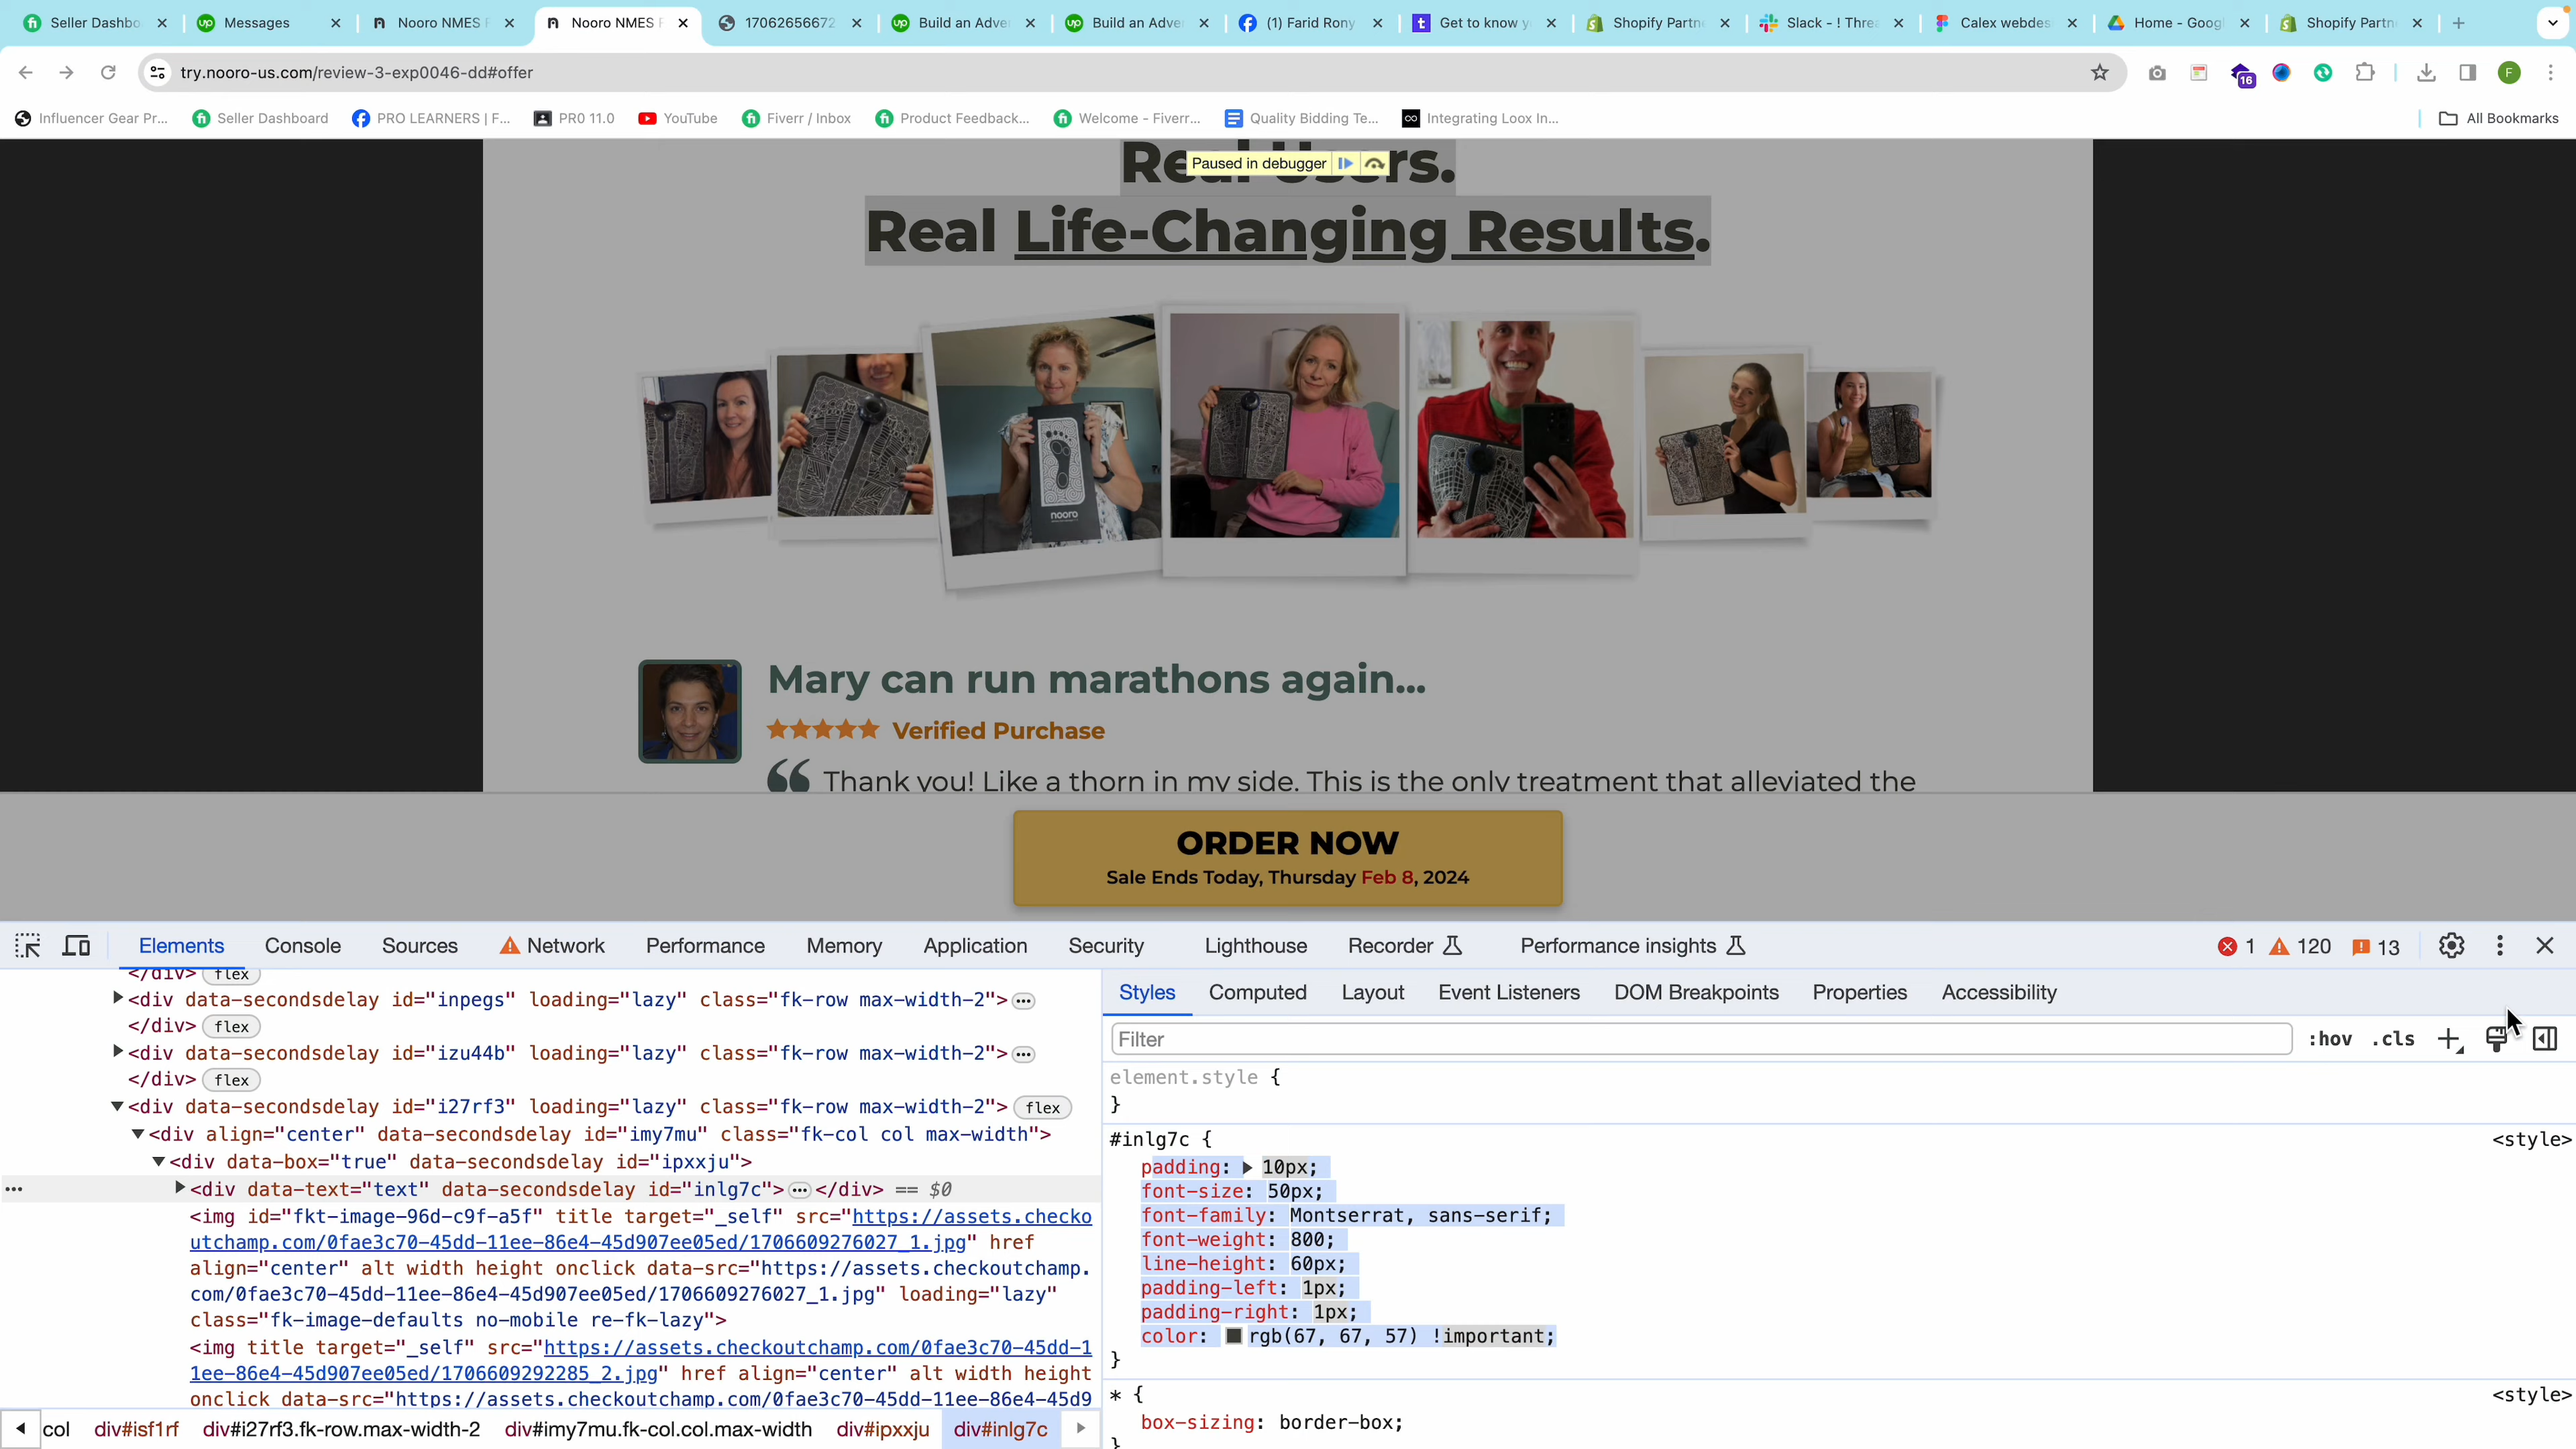 Seller Dashbo
Messages
Nooro NMES F
Nooro NMES F
17062656672
Build an Adve
Build an Adve
(1) Farid Rony
Get to know y
Shopify Partn
Slack - ! Threa
Calex webdes
Home - Googl
Shopify Partn
try.nooro-us.com/review-3-exp0046-dd#offer
16
F
Influencer Gear Pr...
Seller Dashboard
PRO LEARNERS | F...
PR0 11.0
YouTube
Fiverr / Inbox
Product Feedback...
Welcome - Fiverr...
Quality Bidding Te...
Integrating Loox In...
All Bookmarks
Real Users.
Paused in debugger
Real Life-Changing Results.
nooro
Mary can run marathons again...
Verified Purchase
Thank you! Like a thorn in my side. This is the only treatment that alleviated the
ORDER NOW
Sale Ends Today, Thursday Feb 8, 2024
Elements Console Sources Network Performance Memory Application Security Lighthouse Recorder Performance insights 1 120 13
</div> flex
<div data-secondsdelay id="inpegs" loading="lazy" class="fk-row max-width-2">
</div> flex
<div data-secondsdelay id="izu44b" loading="lazy" class="fk-row max-width-2">
</div> flex
<div data-secondsdelay id="i27rf3" loading="lazy" class="fk-row max-width-2"> flex
<div align="center" data-secondsdelay id="imy7mu" class="fk-col col max-width">
<div data-box="true" data-secondsdelay id="ipxxju">
<div data-text="text" data-secondsdelay id="inlg7c"> </div> == $0
<img id="fkt-image-96d-c9f-a5f" title target="_self" src="https://assets.checko
utchamp.com/0fae3c70-45dd-11ee-86e4-45d907ee05ed/1706609276027_1.jpg" href
align="center" alt width height onclick data-src="https://assets.checkoutchamp.
com/0fae3c70-45dd-11ee-86e4-45d907ee05ed/1706609276027_1.jpg" loading="lazy"
class="fk-image-defaults no-mobile re-fk-lazy">
<img title target="_self" src="https://assets.checkoutchamp.com/0fae3c70-45dd-1
1ee-86e4-45d907ee05ed/1706609292285_2.jpg" href align="center" alt width height
onclick data-src="https://assets.checkoutchamp.com/0fae3c70-45dd-11ee-86e4-45d9
col div#isf1rf div#i27rf3.fk-row.max-width-2 div#imy7mu.fk-col.col.max-width div#ipxxju div#inlg7c
Styles Computed Layout Event Listeners DOM Breakpoints Properties Accessibility
Filter
:hov .cls
element.style {
}
#inlg7c {
<style>
padding: 10px;
font-size: 50px;
font-family: Montserrat, sans-serif;
font-weight: 800;
line-height: 60px;
padding-left: 1px;
padding-right: 1px;
color: rgb(67, 67, 57) !important;
}
* {
<style>
box-sizing: border-box;
}